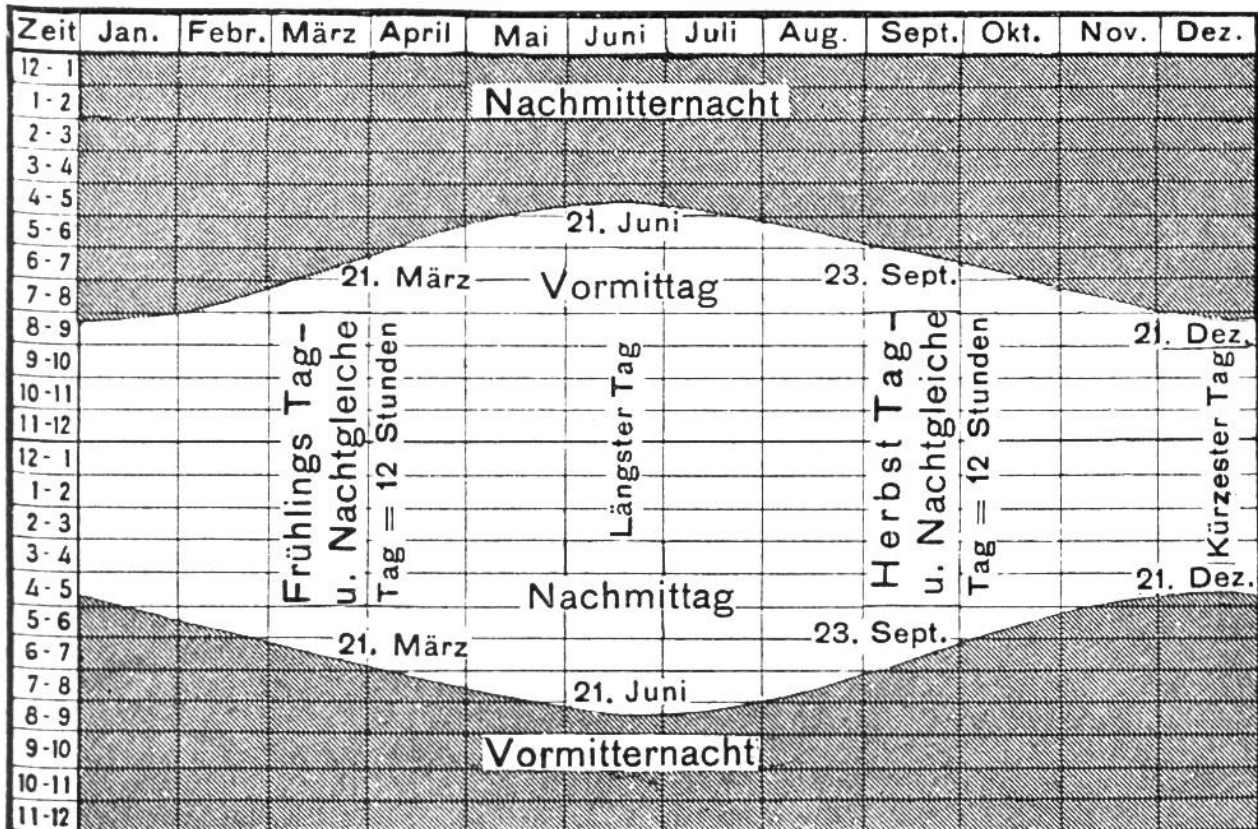 Zeit Jan. Febr. März April Mai Juni Juli Aug. Sept. Okt. Nov. Dez.
12 - 1
1 - 2
Nachmitternacht
2 - 3
3 - 4
4 - 5
5 - 6
21. Juni
6 - 7
21. März
Vormittag
23. Sept.
7 - 8
8 - 9
21. Dez.
9 - 10
10 - 11
11 - 12
12 - 1
1 - 2
2 - 3
3 - 4
Frühlings Tag-
u. Nachtgleiche
Tag = 12 Stunden
Längster Tag
Herbst Tag-
u. Nachtgleiche
Tag = 12 Stunden
Kürzester Tag
4 - 5
Nachmittag
21. Dez.
5 - 6
6 - 7
21. März
23. Sept.
7 - 8
21. Juni
8 - 9
9 - 10
Vormitternacht
10 - 11
11 - 12